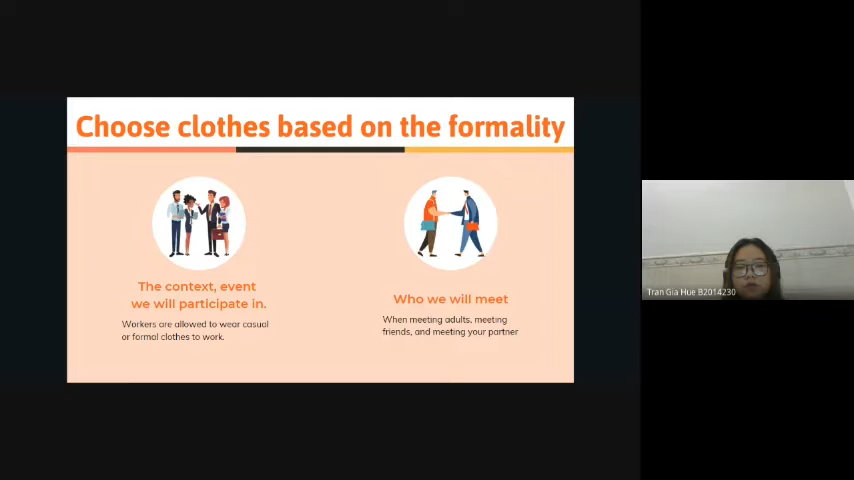 Choose clothes based on the formality
The context, event
we will participate in.
Workers are allowed to wear casual
or formal clothes to work.
Who we will meet
When meeting adults, meeting
friends, and meeting your partner
Tran Gia Hue B2014230